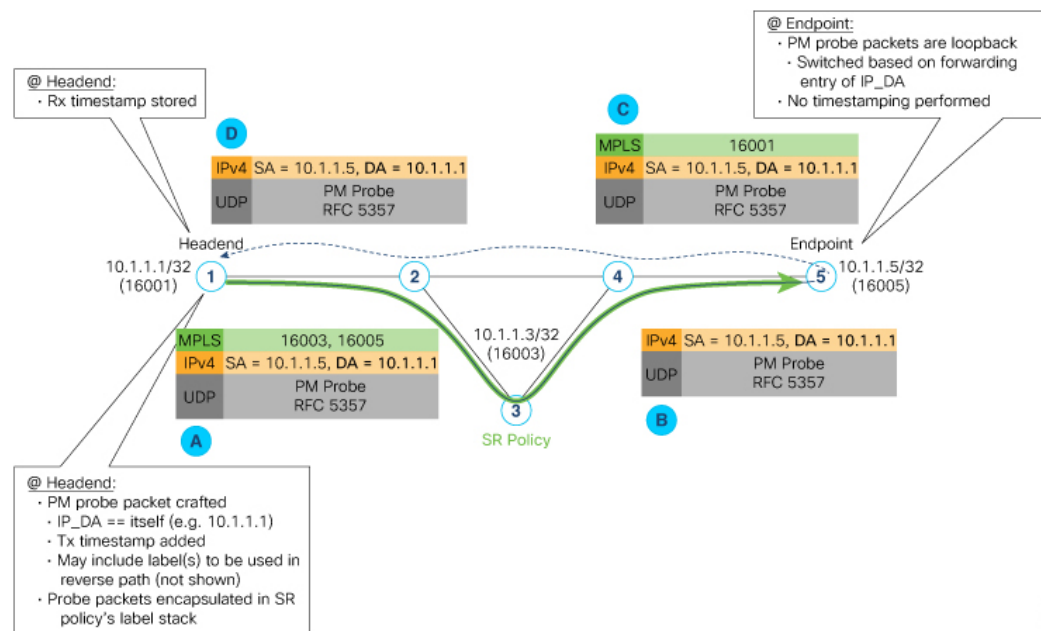 @ Endpoint:
· PM probe packets are loopback
· Switched based on forwarding
entry of IP_DA
· No timestamping performed
@ Headend:
· Rx timestamp stored
D
IPv4 SA = 10.1.1.5, DA = 10.1.1.1
UDP
PM Probe
RFC 5357
C
MPLS 16001
IPv4 SA = 10.1.1.5, DA = 10.1.1.1
UDP
PM Probe
RFC 5357
Headend
10.1.1.1/32
(16001)
1
2
4
Endpoint
5
10.1.1.5/32
(16005)
10.1.1.3/32
(16003)
3
SR Policy
MPLS 16003, 16005
IPv4 SA = 10.1.1.5, DA = 10.1.1.1
UDP
PM Probe
RFC 5357
A
IPv4 SA = 10.1.1.5, DA = 10.1.1.1
UDP
PM Probe
RFC 5357
B
@ Headend:
· PM probe packet crafted
· IP_DA == itself (e.g. 10.1.1.1)
· Tx timestamp added
· May include label(s) to be used in
reverse path (not shown)
· Probe packets encapsulated in SR
policy's label stack